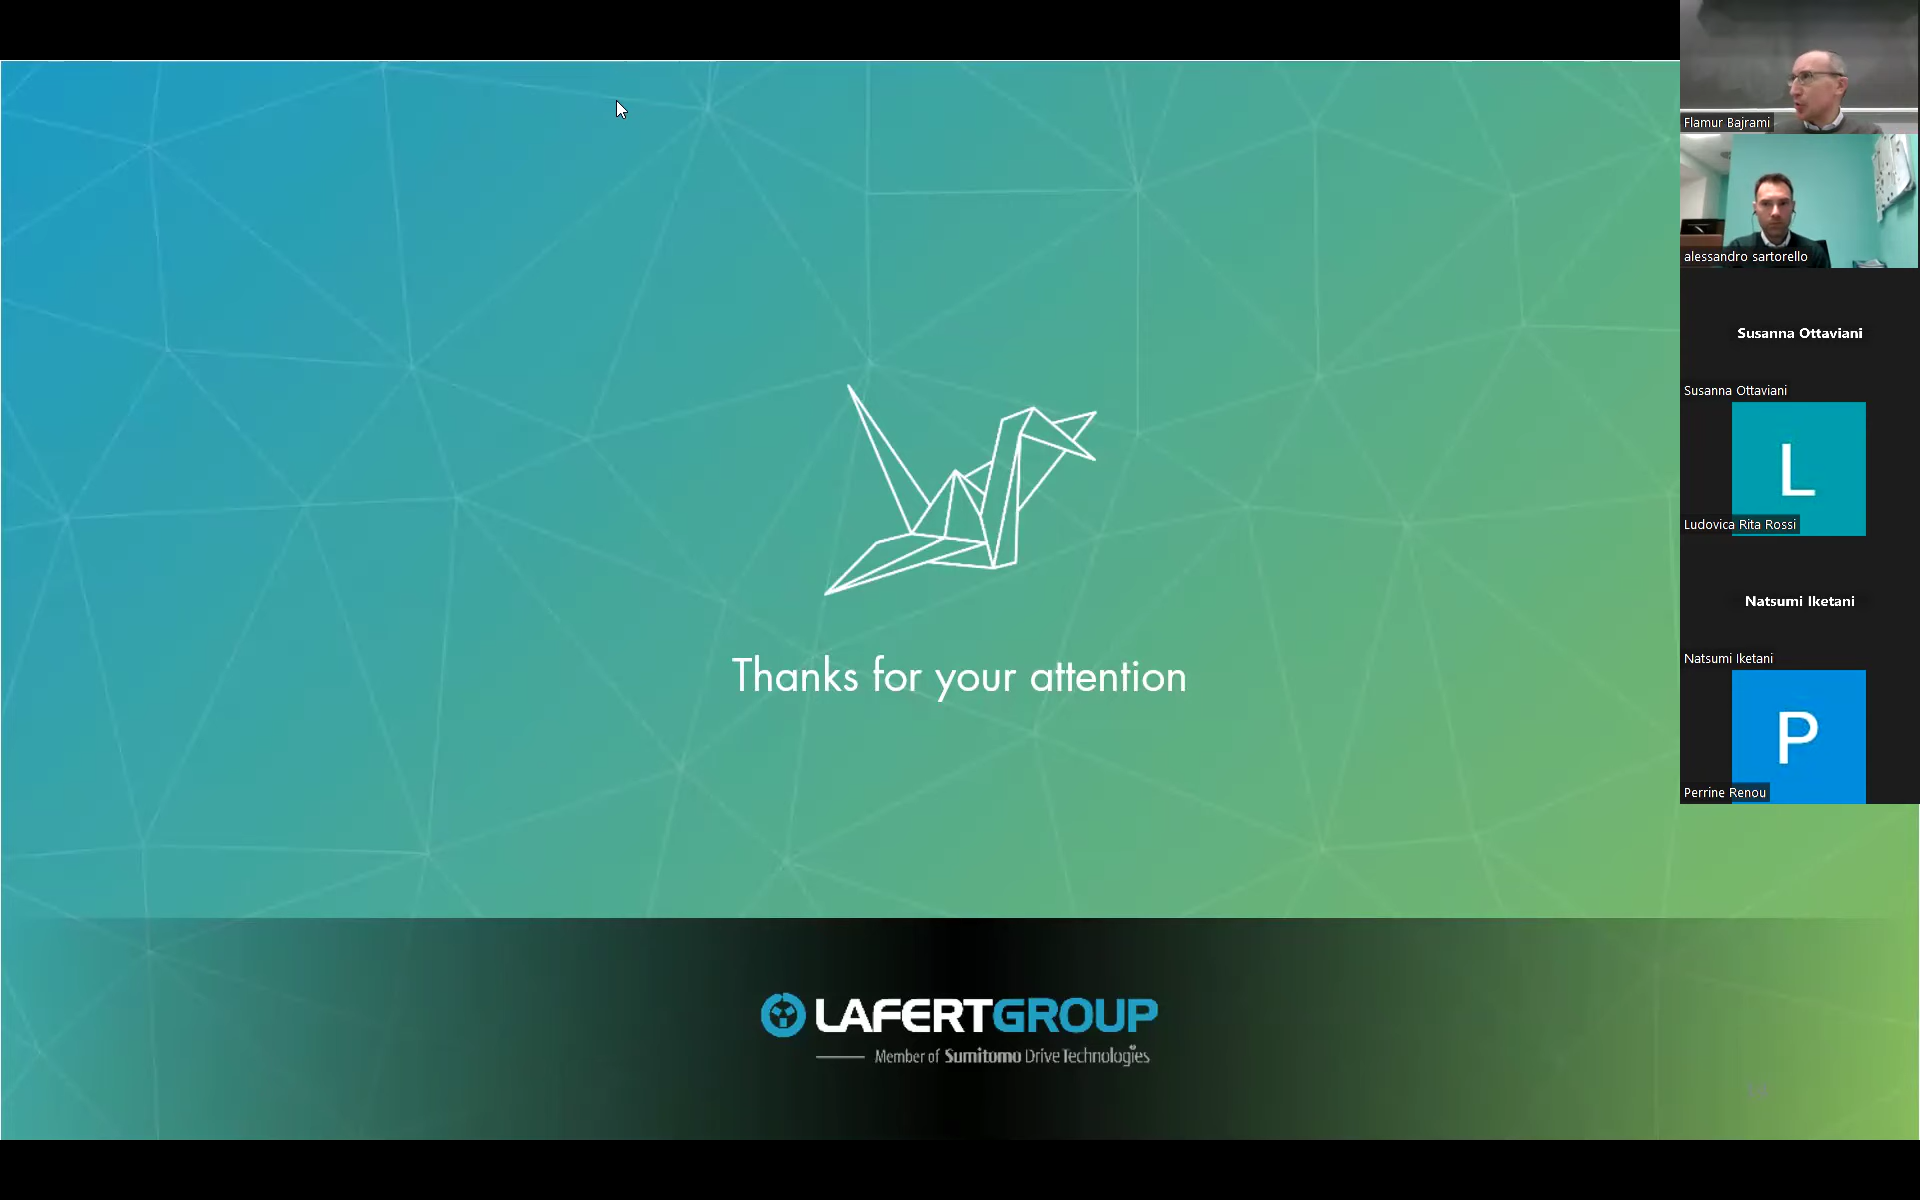 Thanks for your attention
LAFERTGROUP
Member of Sumitomo Drive Technologies
Flamur Bajrami
alessandro sartorello
Susanna Ottaviani
Susanna Ottaviani
L
Ludovica Rita Rossi
Natsumi Iketani
Natsumi Iketani
P
Perrine Renou